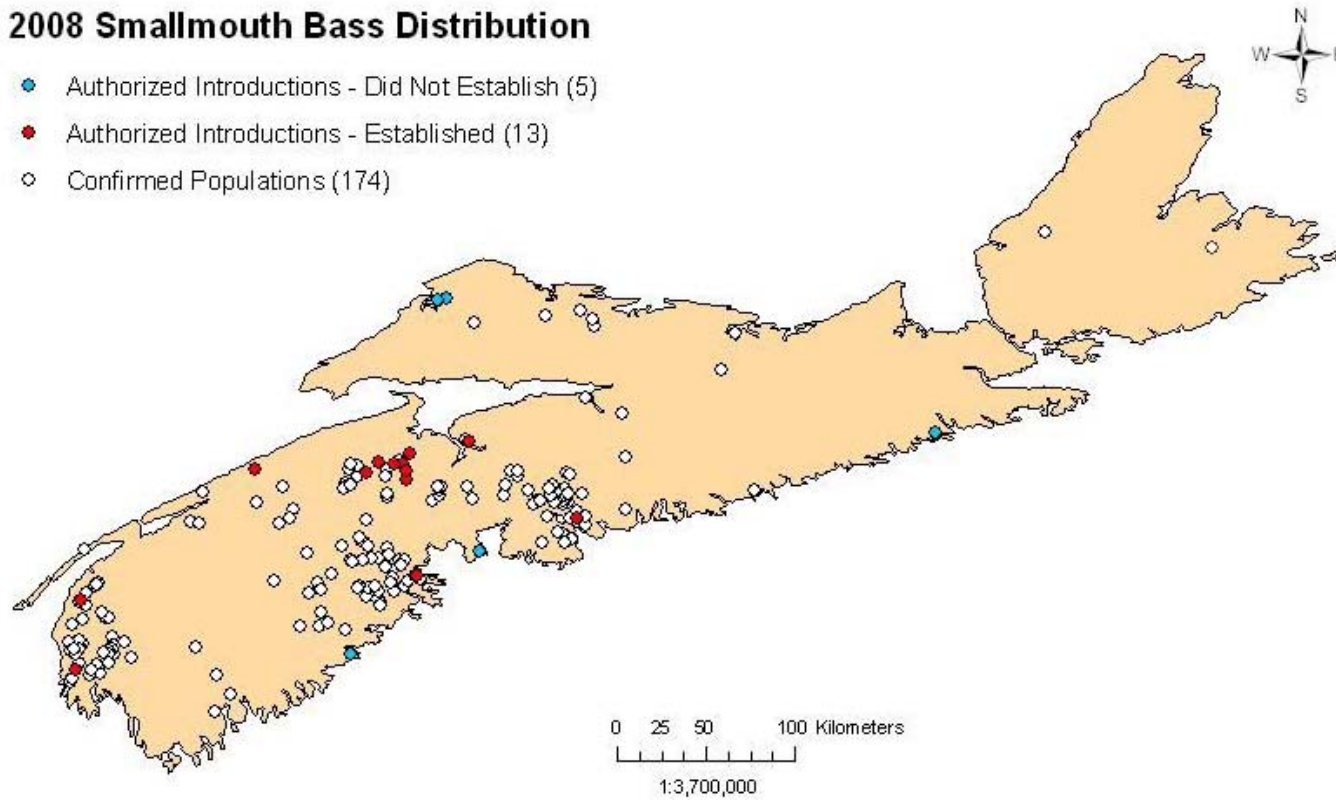 2008 Smallmouth Bass Distribution
Authorized Introductions - Did Not Establish (5)
Authorized Introductions - Established (13)
Confirmed Populations (174)
N
W E
S
0 25 50 100 Kilometers
1:3,700,000